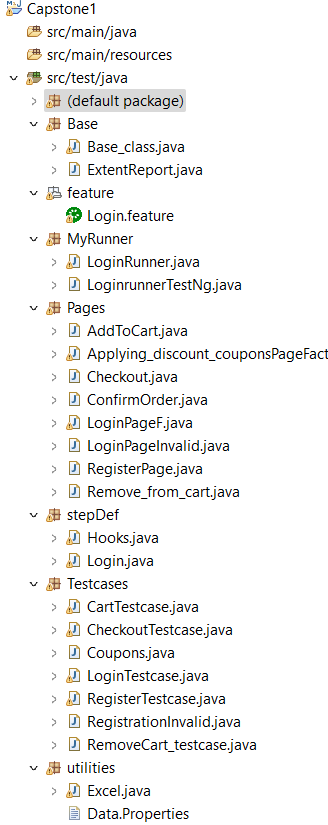 Capstone1
src/main/java
src/main/resources
src/test/java
(default package)
Base
Base_class.java
ExtentReport.java
feature
Login.feature
MyRunner
LoginRunner.java
LoginrunnerTestNg.java
Pages
AddToCart.java
Applying_discount_couponsPageFact
Checkout.java
ConfirmOrder.java
LoginPageF.java
LoginPageInvalid.java
RegisterPage.java
Remove_from_cart.java
stepDef
Hooks.java
Login.java
Testcases
CartTestcase.java
CheckoutTestcase.java
Coupons.java
LoginTestcase.java
RegisterTestcase.java
RegistrationInvalid.java
RemoveCart_testcase.java
utilities
Excel.java
Data.Properties